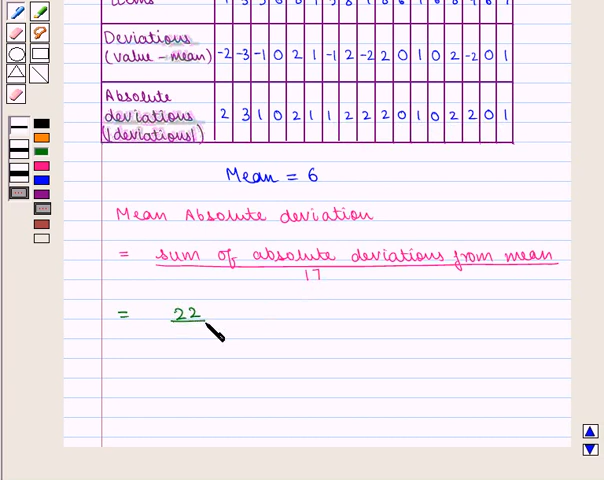 Deviations
(value - mean) -2 -3 -1 0 2 1 -1 2 -2 2 0 1 0 2 -2 0 1
Absolute
deviations 2 3 1 0 2 1 1 2 2 2 0 1 0 2 2 0 1
(|deviations|)
Mean = 6
Mean Absolute deviation
= sum of absolute deviations from mean
17
= 22